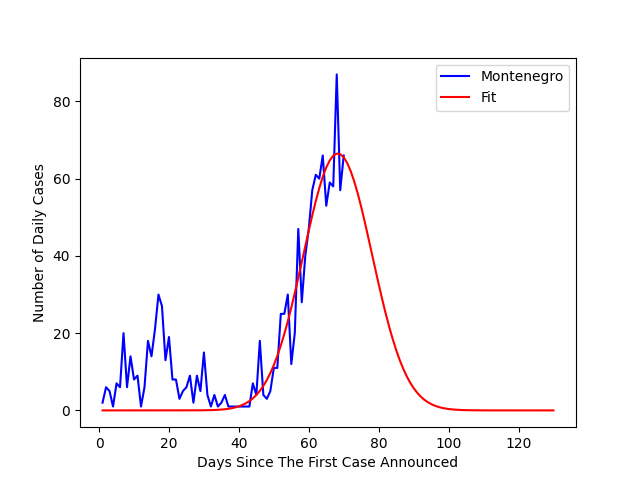 Montenegro
Fit
Number of Daily Cases
80
60
40
20
0
0 20 40 60 80 100 120
Days Since The First Case Announced